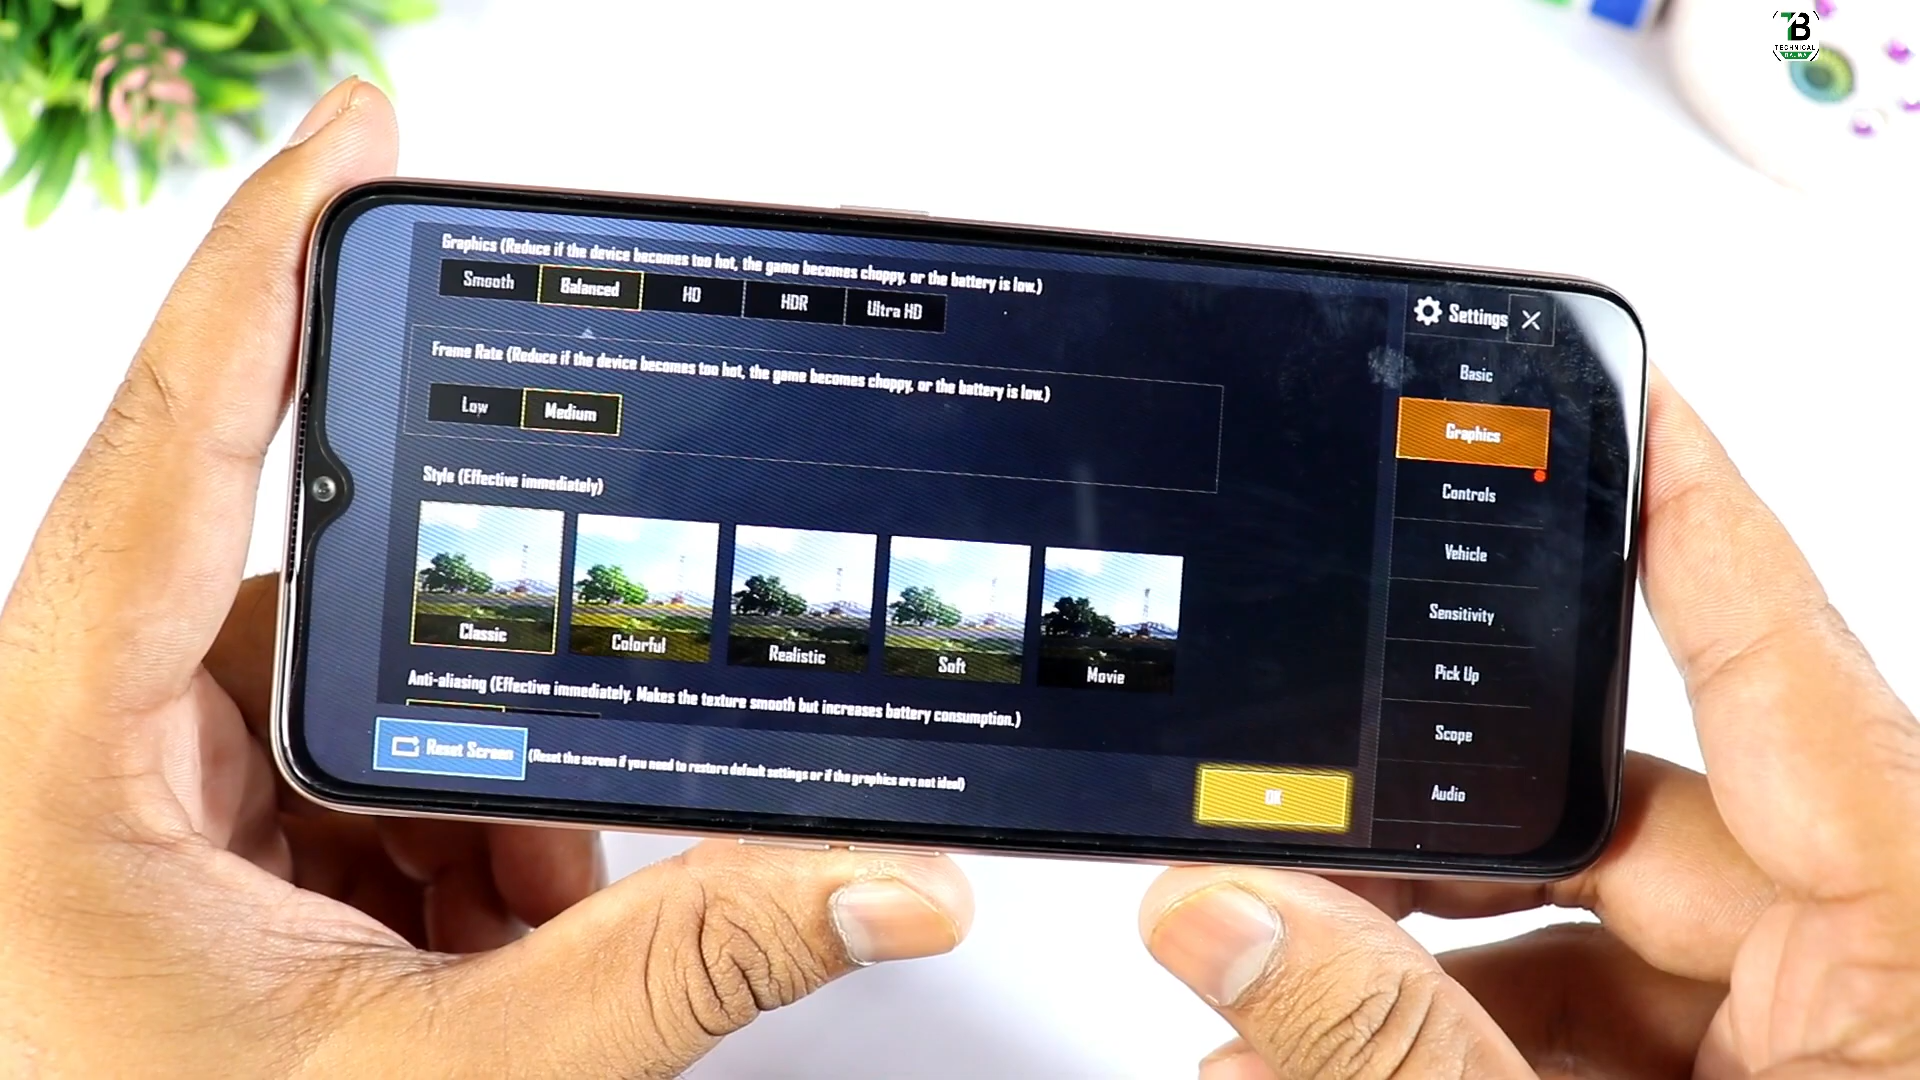 TB
TECHNICAL
Graphics (Reduce if the device becomes too hot, the game becomes choppy, or the battery is low.)
Smooth Balanced HD HDR Ultra HD
Frame Rate (Reduce if the device becomes too hot, the game becomes choppy, or the battery is low.)
Low Medium
Style (Effective immediately)
Classic Colorful Realistic Soft Movie
Anti-aliasing (Effective immediately. Makes the texture smooth but increases battery consumption.)
Reset Screen (Reset the screen if you need to restore default settings or if the graphics are not ideal)
OK
Settings X
Basic
Graphics
Controls
Vehicle
Sensitivity
Pick Up
Scope
Audio